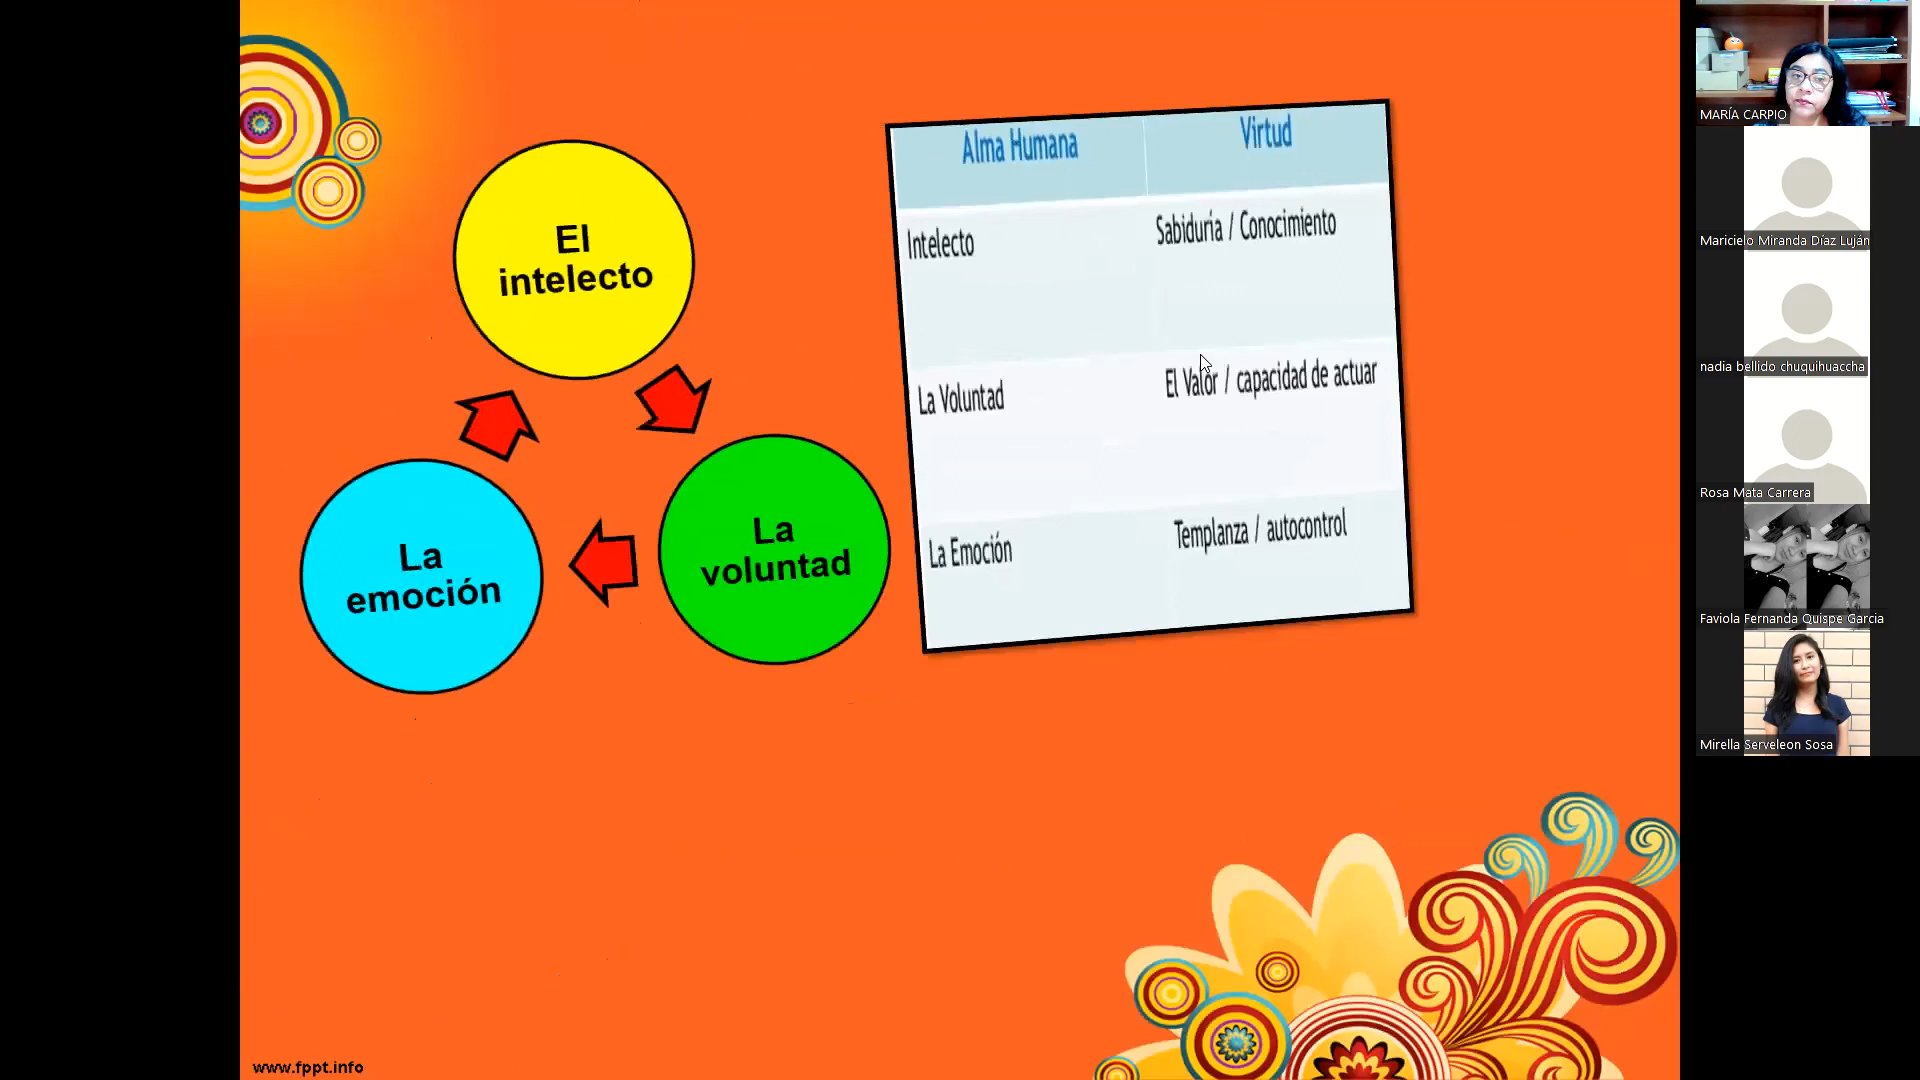 El
intelecto
La
voluntad
La
emoción
Alma Humana
Virtud
Intelecto
Sabiduría / Conocimiento
La Voluntad
El Valor / capacidad de actuar
La Emoción
Templanza / autocontrol
www.fppt.info
MARÍA CARPIO
Maricielo Miranda Díaz Luján
nadia bellido chuquihuaccha
Rosa Mata Carrera
Faviola Fernanda Quispe Garcia
Mirella Serveleon Sosa